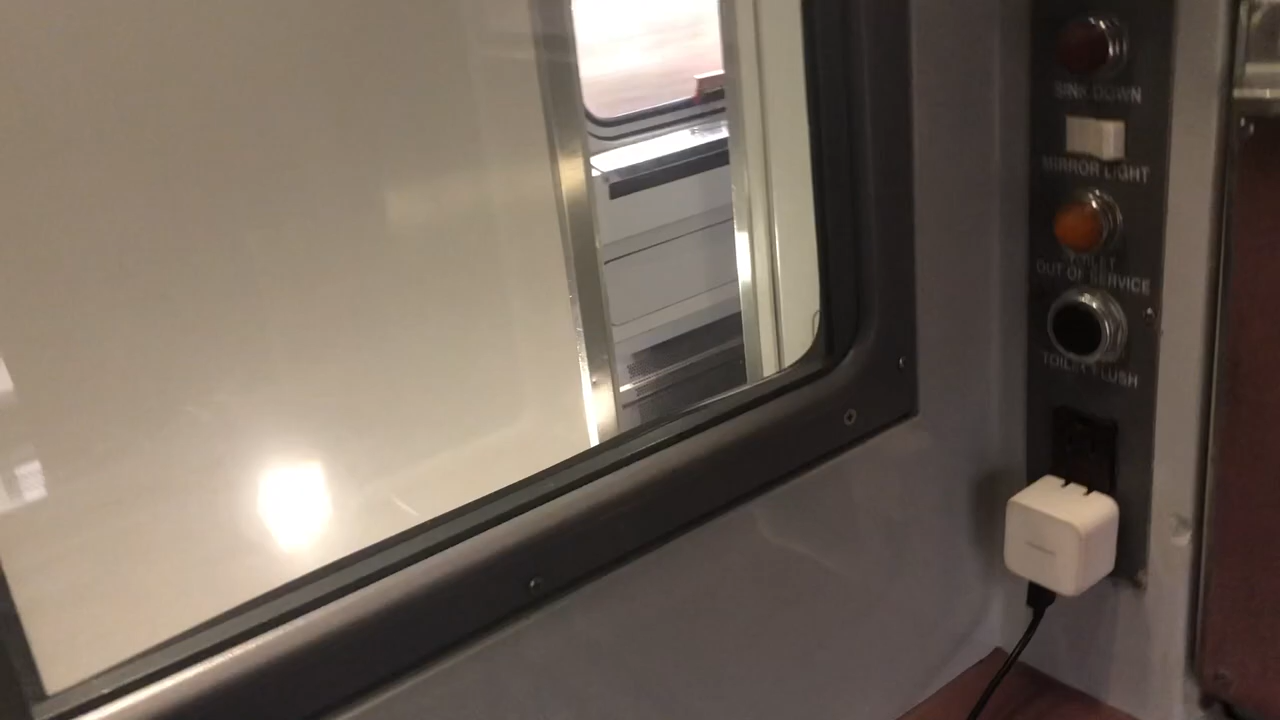 SINK DOWN
MIRROR LIGHT
TOILET
OUT OF SERVICE
TOILET FLUSH